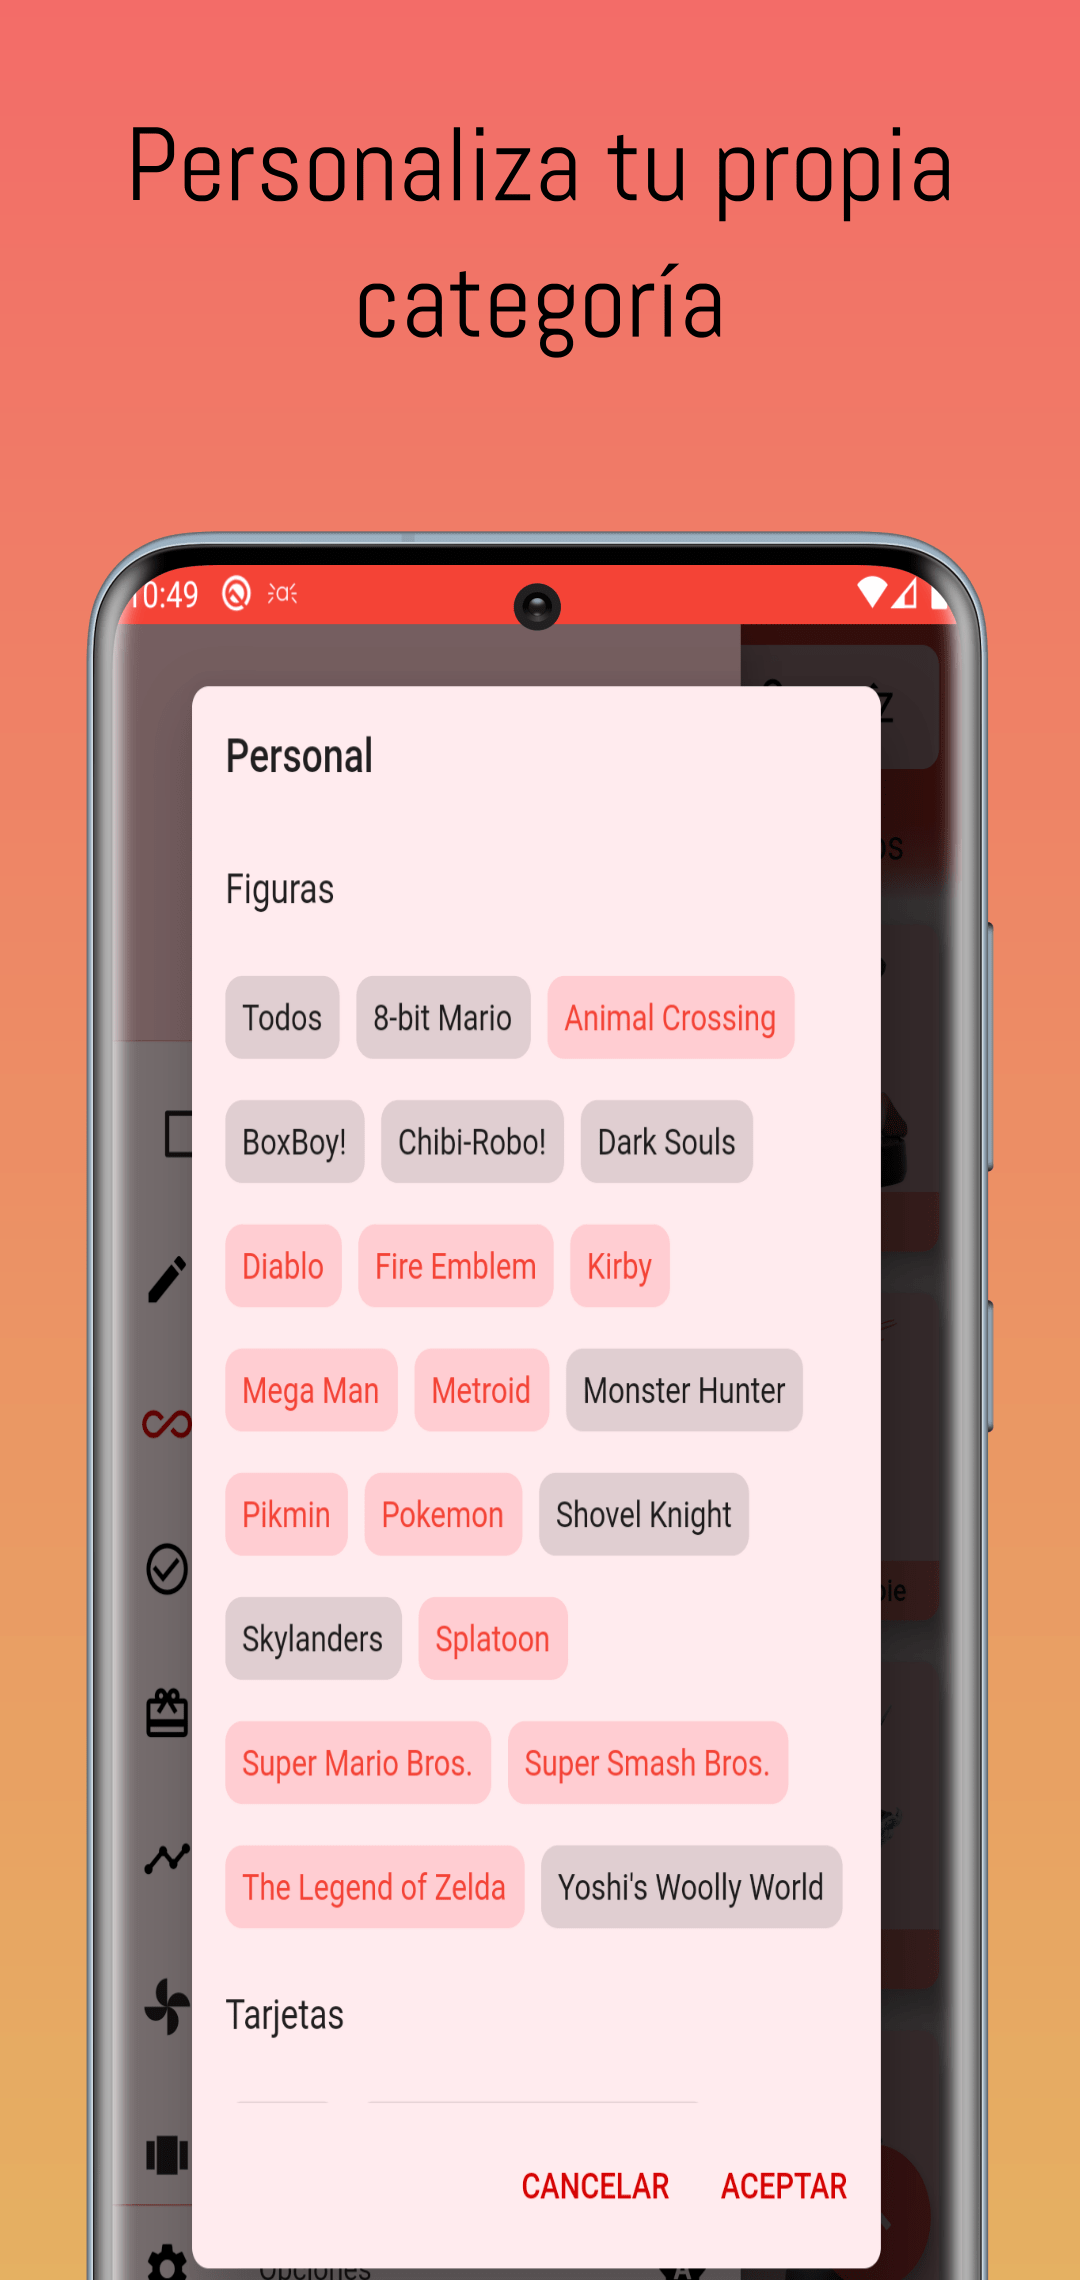 Personaliza tu propia
categoría
10:49
Personal
Figuras
Todos 8-bit Mario Animal Crossing
BoxBoy! Chibi-Robo! Dark Souls
Diablo Fire Emblem Kirby
Mega Man Metroid Monster Hunter
Pikmin Pokemon Shovel Knight
Skylanders Splatoon
Super Mario Bros. Super Smash Bros.
The Legend of Zelda Yoshi's Woolly World
Tarjetas
CANCELAR ACEPTAR
Opciones